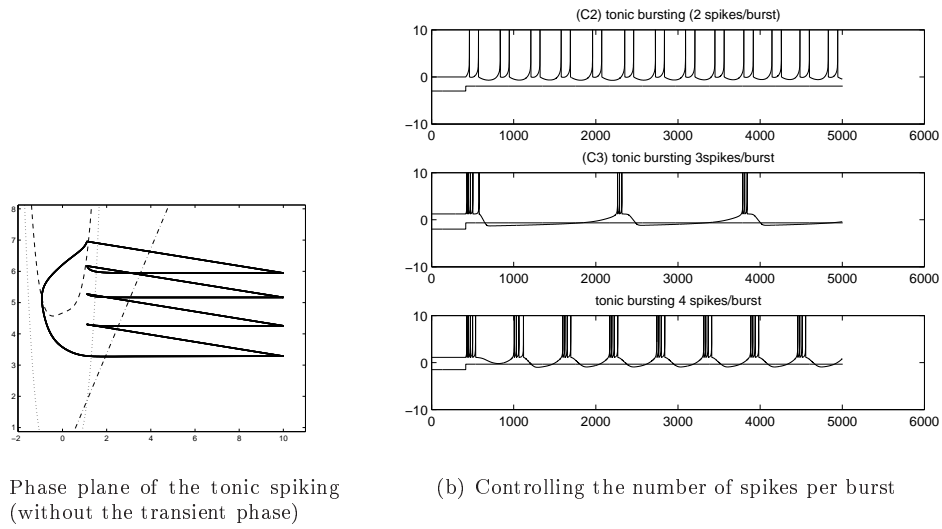 8
7
6
5
4
3
2
1
−2 0 2 4 6 8 10
Phase plane of the tonic spiking
(without the transient phase)
(C2) tonic bursting (2 spikes/burst)
10
0
−10
0 1000 2000 3000 4000 5000 6000
(C3) tonic bursting 3spikes/burst
10
0
−10
0 1000 2000 3000 4000 5000 6000
tonic bursting 4 spikes/burst
10
0
−10
0 1000 2000 3000 4000 5000 6000
(b) Controlling the number of spikes per burst